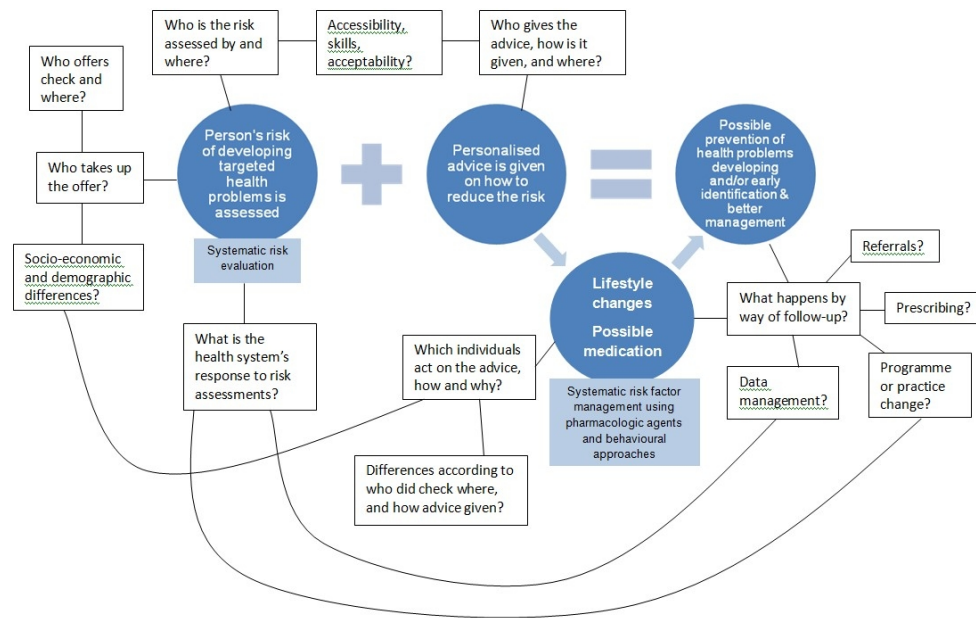 Who is the risk
assessed by and
where?
Accessibility,
skills,
acceptability?
Who gives the
advice, how is it
given, and where?
Who offers
check and
where?
Who takes up
the offer?
Socio-economic
and demographic
differences?
Person's risk
of developing
targeted
health
problems is
assessed
Systematic risk
evaluation
Personalised
advice is given
on how to
reduce the risk
Possible
prevention of
health problems
developing
and/or early
identification &
better
management
Lifestyle
changes
Possible
medication
Systematic risk factor
management using
pharmacologic agents
and behavioural
approaches
What is the
health system's
response to risk
assessments?
Which individuals
act on the advice,
how and why?
Differences according to
who did check where,
and how advice given?
What happens by
way of follow-up?
Referrals?
Prescribing?
Programme
or practice
change?
Data
management?